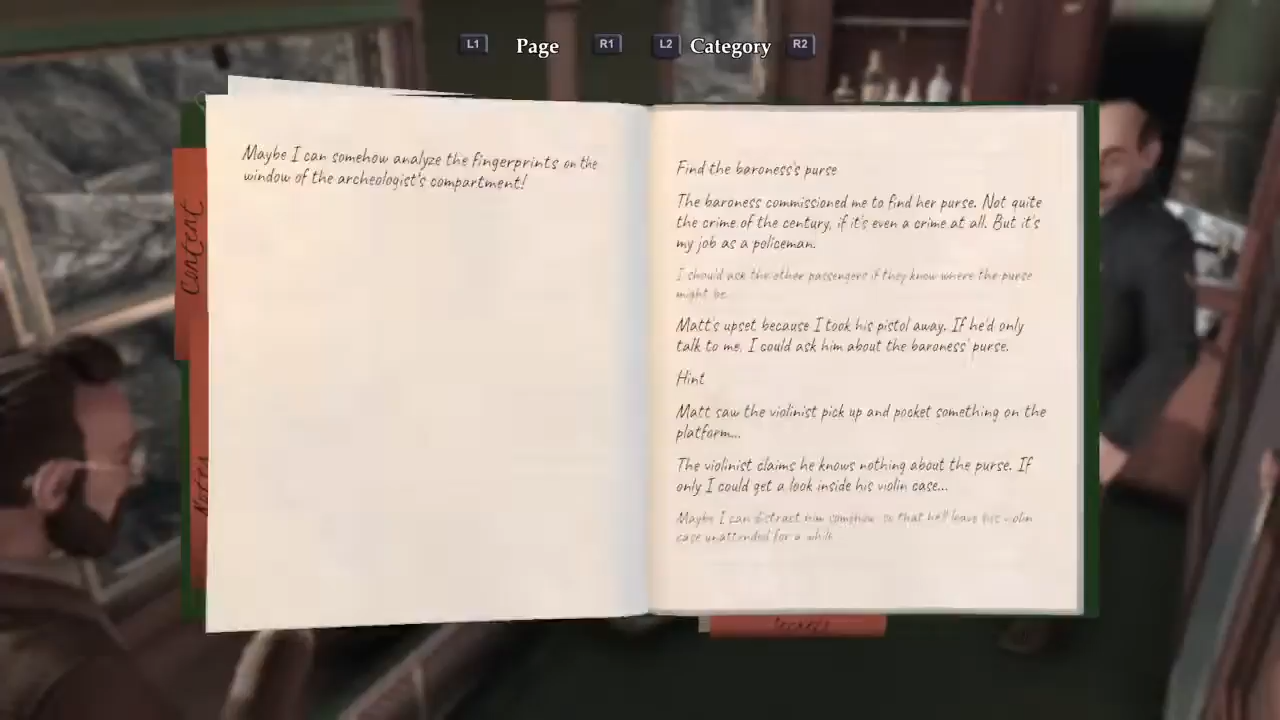 L1 Page R1 L2 Category R2
Maybe I can somehow analyze the fingerprints on the
window of the archeologist's compartment!
Content
Notes
Find the baroness's purse
The baroness commissioned me to find her purse. Not quite
the crime of the century, if it's even a crime at all. But it's
my job as a policeman.
I should ask the other passengers if they know where the purse
might be.
Matt's upset because I took his pistol away. If he'd only
talk to me, I could ask him about the baroness' purse.
Hint
Matt saw the violinist pick up and pocket something on the
platform...
The violinist claims he knows nothing about the purse. If
only I could get a look inside his violin case...
Maybe I can distract him somehow so that he'll leave his violin
case unattended for a while